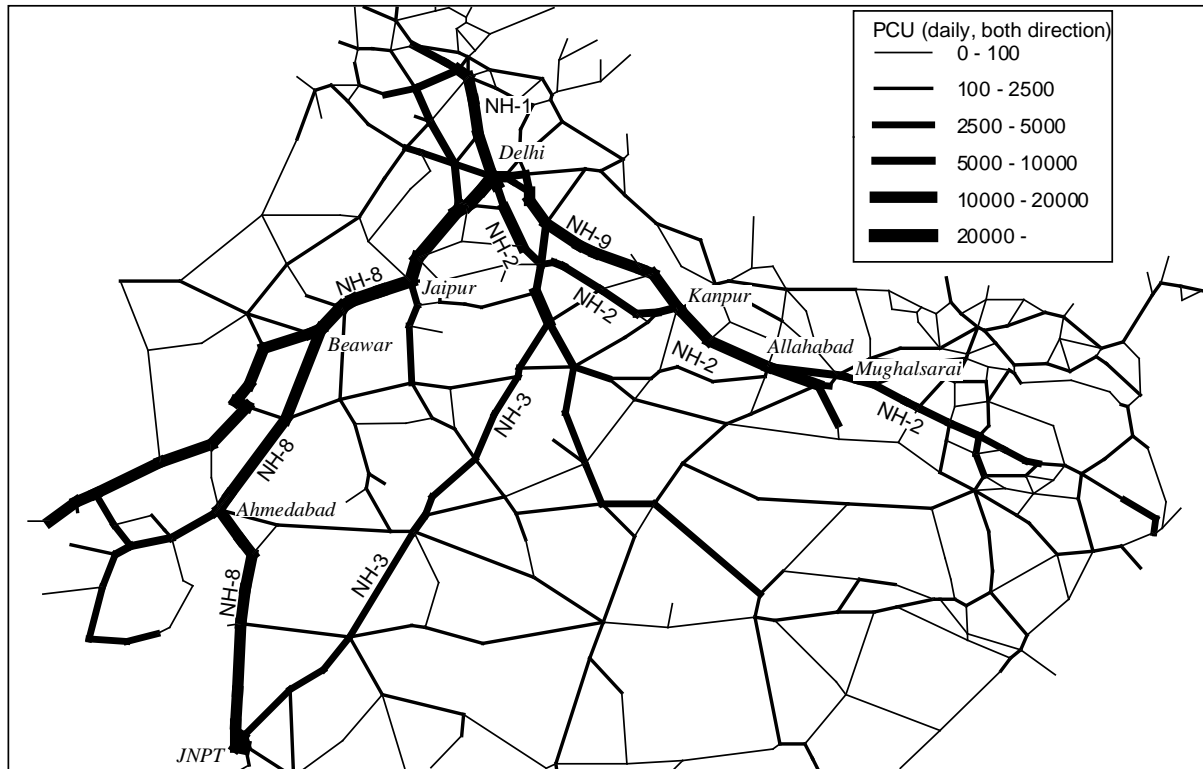 PCU (daily, both direction)
0 - 100
100 - 2500
2500 - 5000
5000 - 10000
10000 - 20000
20000 -
NH-1
Delhi
NH-2
NH-9
NH-8
Jaipur
NH-2
Kanpur
Beawar
NH-2
Allahabad
Mughalsarai
NH-3
NH-2
NH-8
Ahmedabad
NH-3
NH-8
JNPT